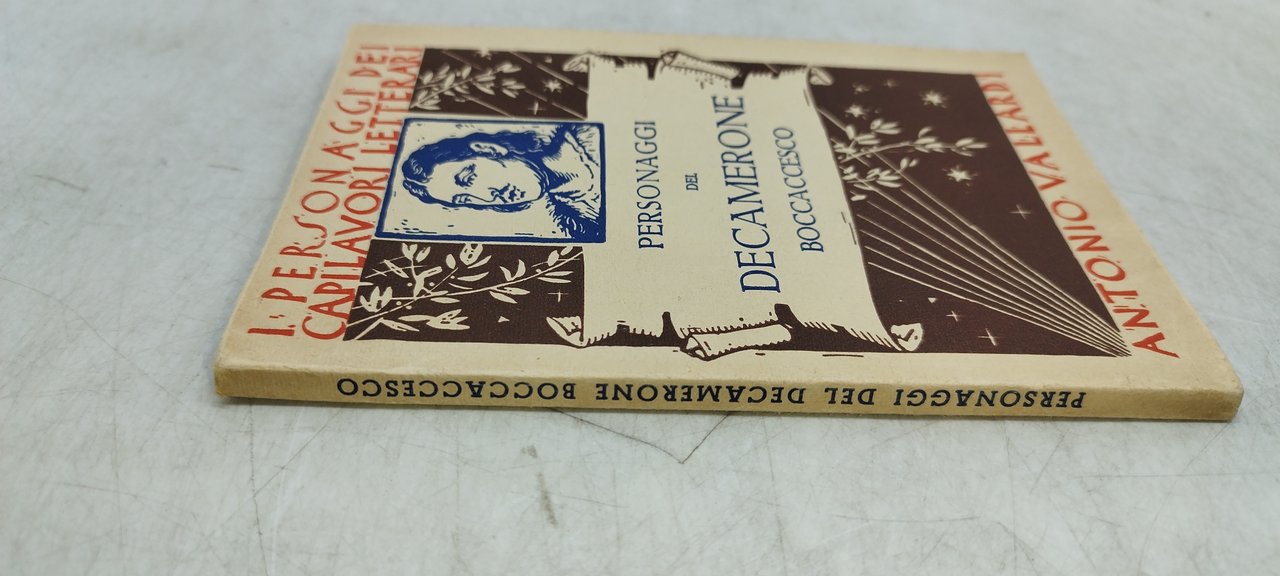 I PERSONAGGI DEI
CAPILAVORI LETTERARI
PERSONAGGI
DEL
DECAMERONE
BOCCACCESCO
ANTONIO VALLARDI
PERSONAGGI DEL DECAMERONE BOCCACCESCO